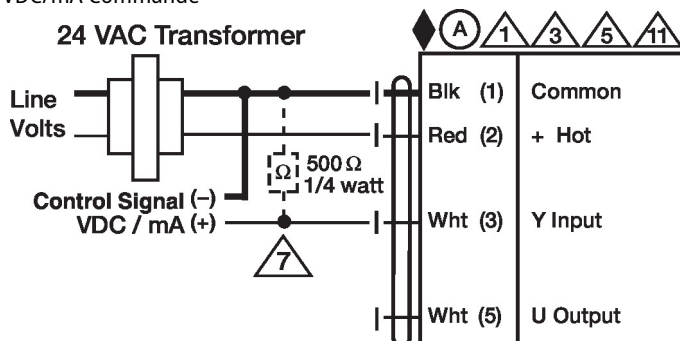 VDC/mA Commande
24 VAC Transformer
A 1 3 5 11
Line
Volts
Blk (1) Common
Red (2) + Hot
Ω 500 Ω
1/4 watt
Control Signal (–)
VDC / mA (+)
Wht (3) Y Input
7
Wht (5) U Output